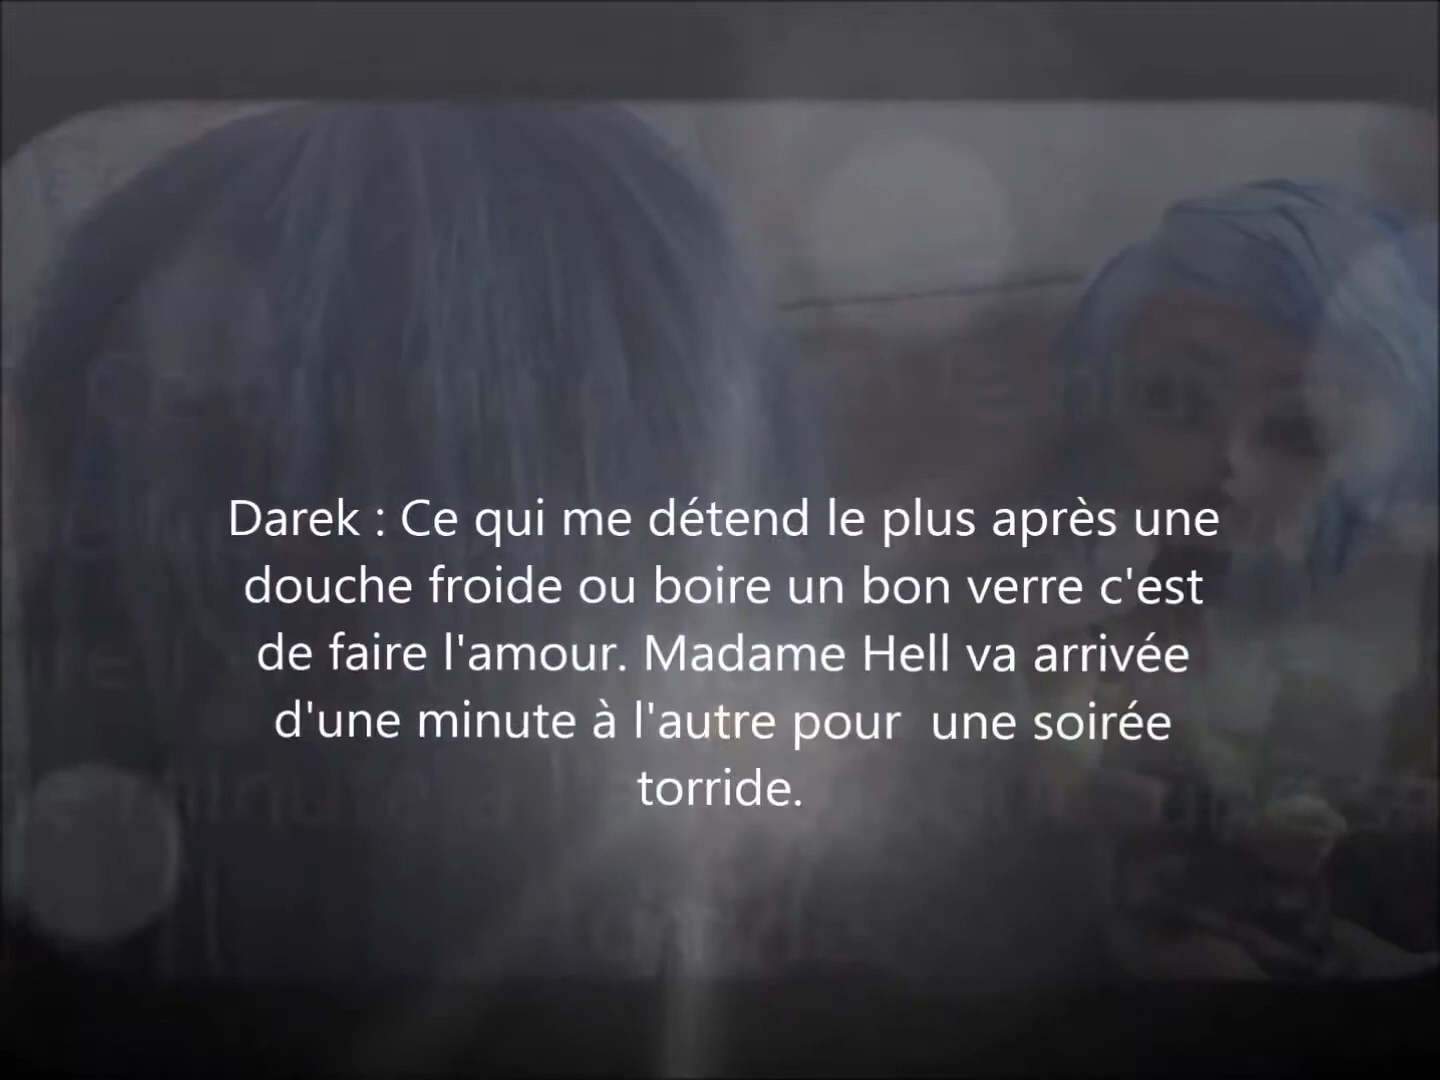 Darek : Ce qui me détend le plus après une
douche froide ou boire un bon verre c'est
de faire l'amour. Madame Hell va arrivée
d'une minute à l'autre pour  une soirée
torride.